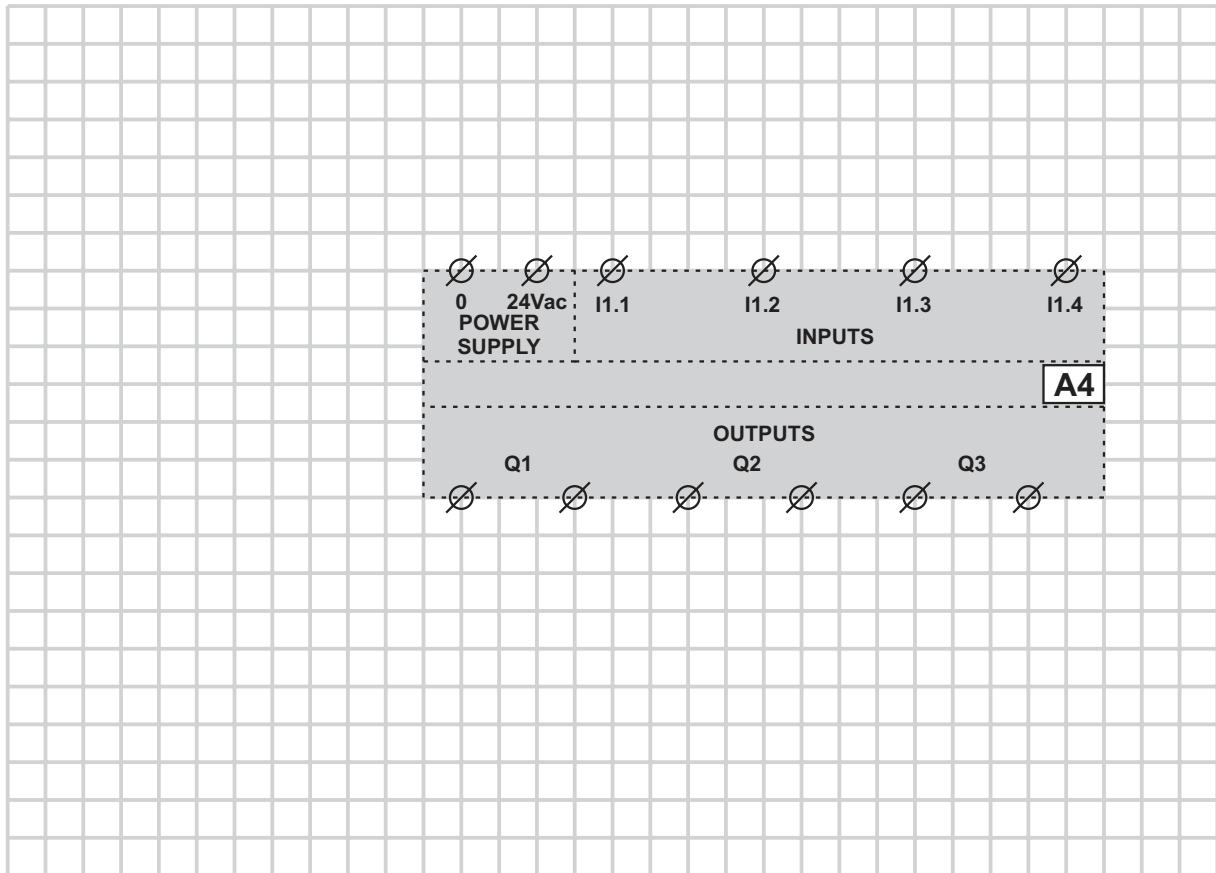 0 24Vac I1.1 I1.2 I1.3 I1.4
POWER
SUPPLY
INPUTS
A4
OUTPUTS
Q1 Q2 Q3